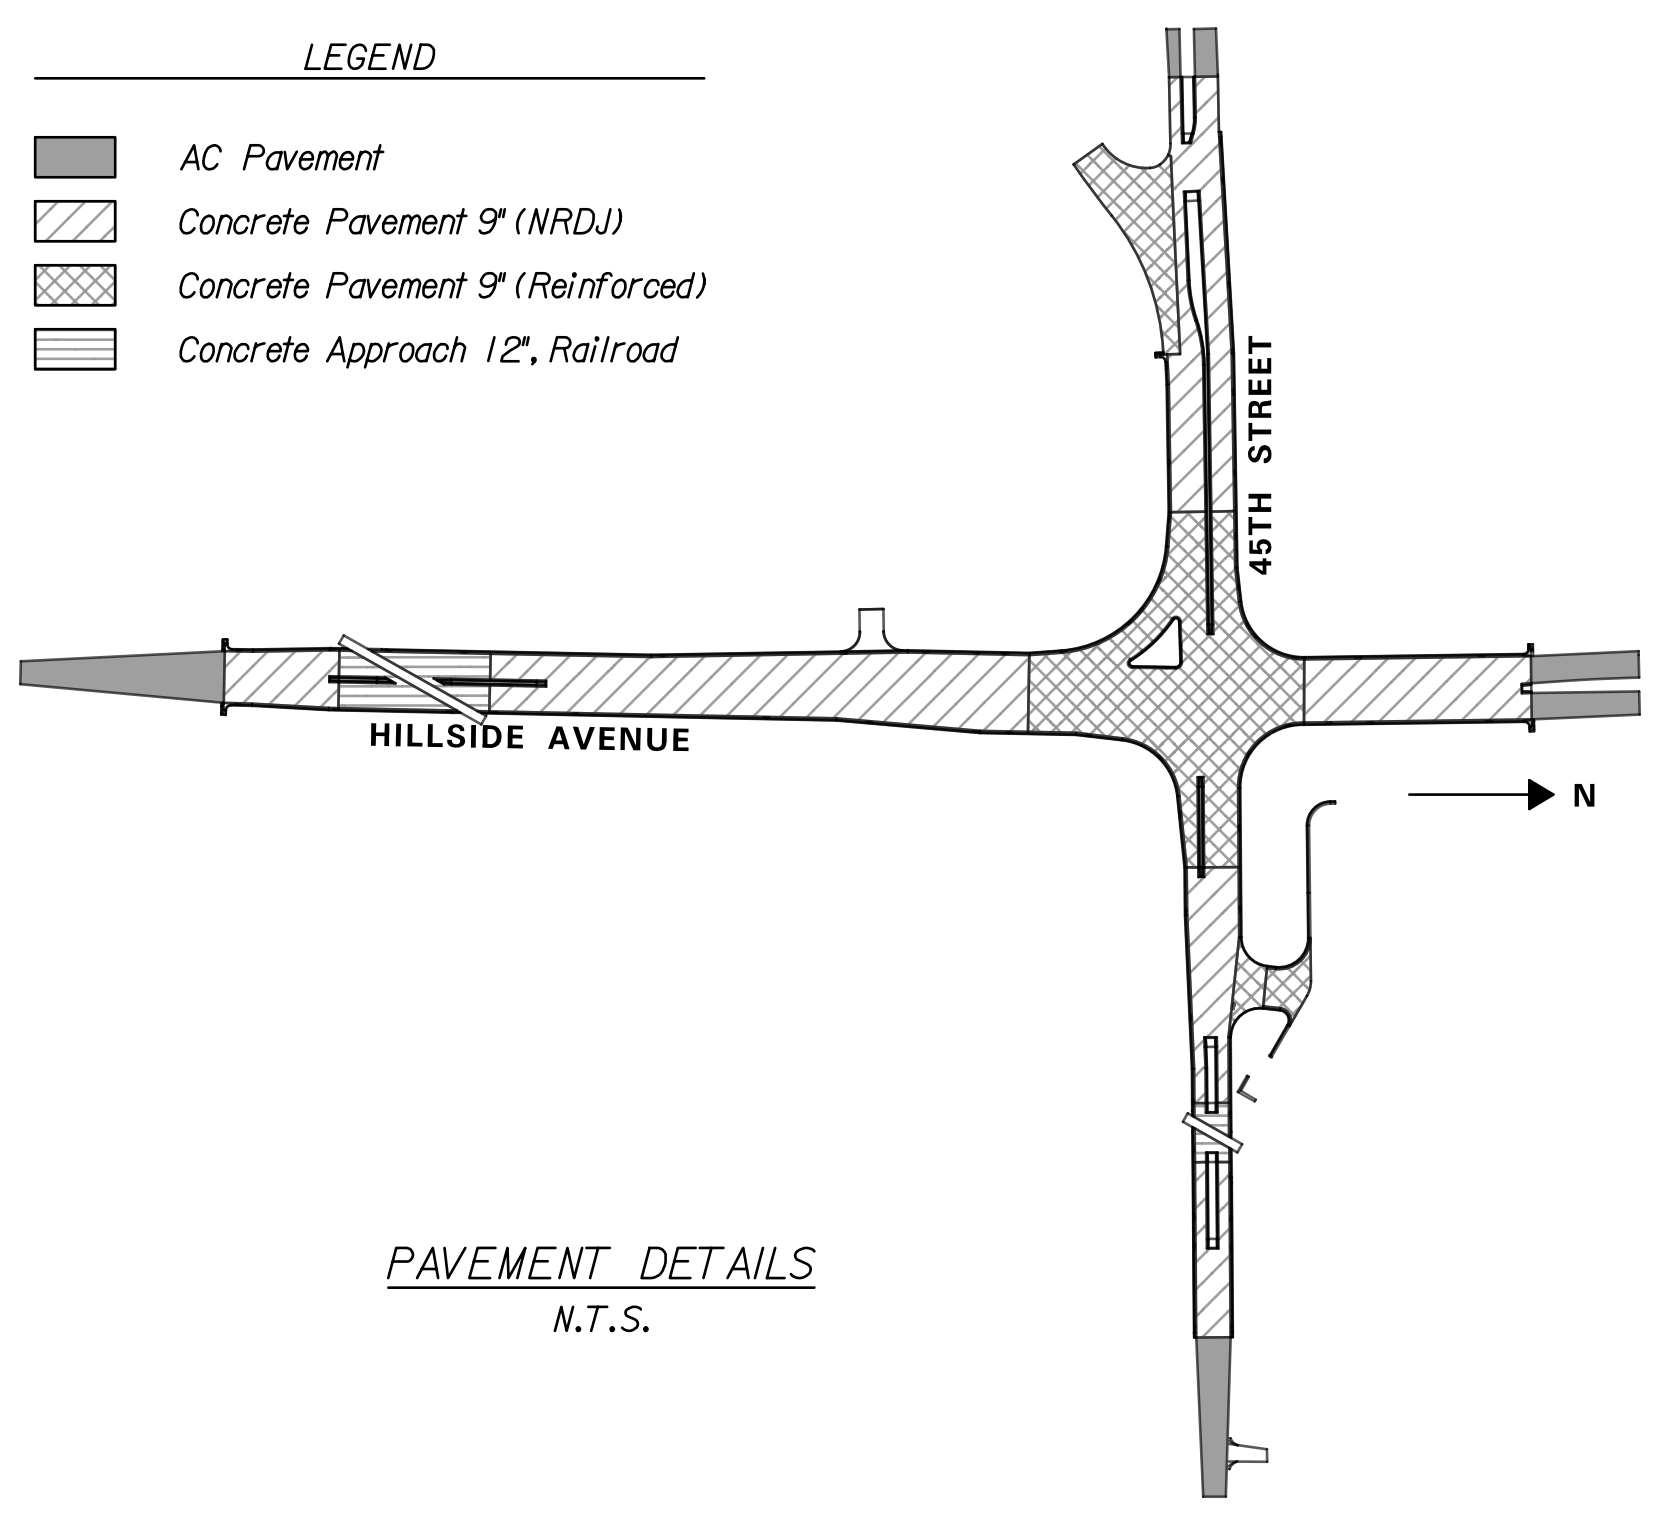 LEGEND
AC Pavement
Concrete Pavement 9" (NRDJ)
Concrete Pavement 9" (Reinforced)
Concrete Approach 12", Railroad
45TH STREET
HILLSIDE AVENUE
N
PAVEMENT DETAILS
N.T.S.